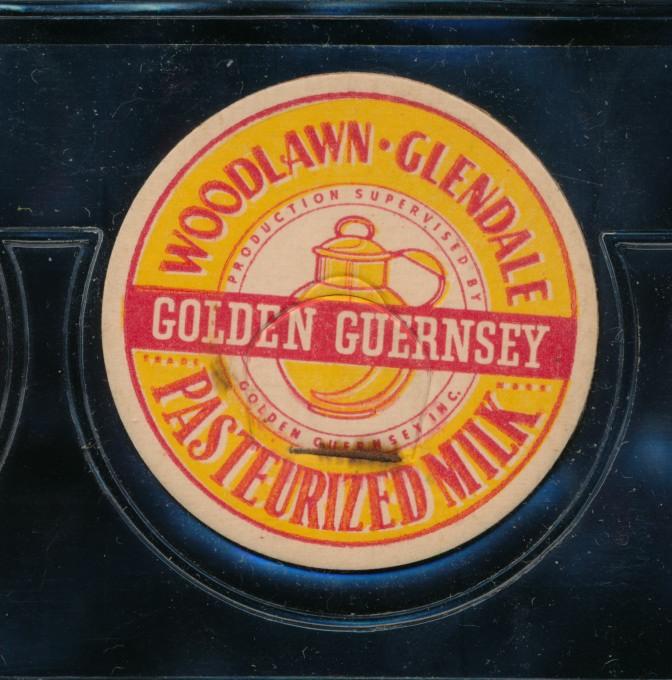 WOODLAWN • GLENDALE
PRODUCTION SUPERVISED BY
GOLDEN GUERNSEY
TRADE MARK
GOLDEN GUERNSEY INC.
PASTEURIZED MILK